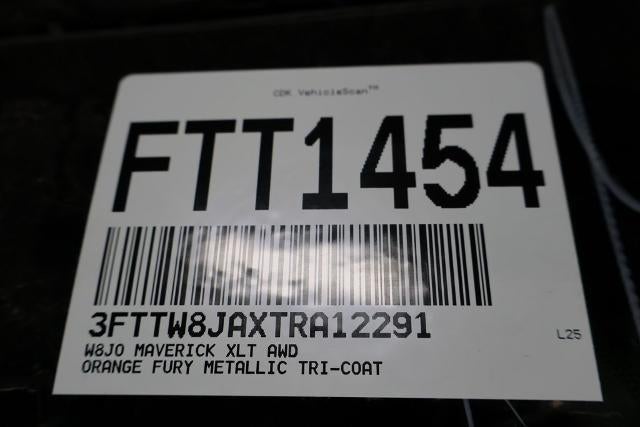 CDK VehicleScan™
FTT1454
3FTTW8JAXTRA12291
W8J0 MAVERICK XLT AWD
ORANGE FURY METALLIC TRI-COAT
L25